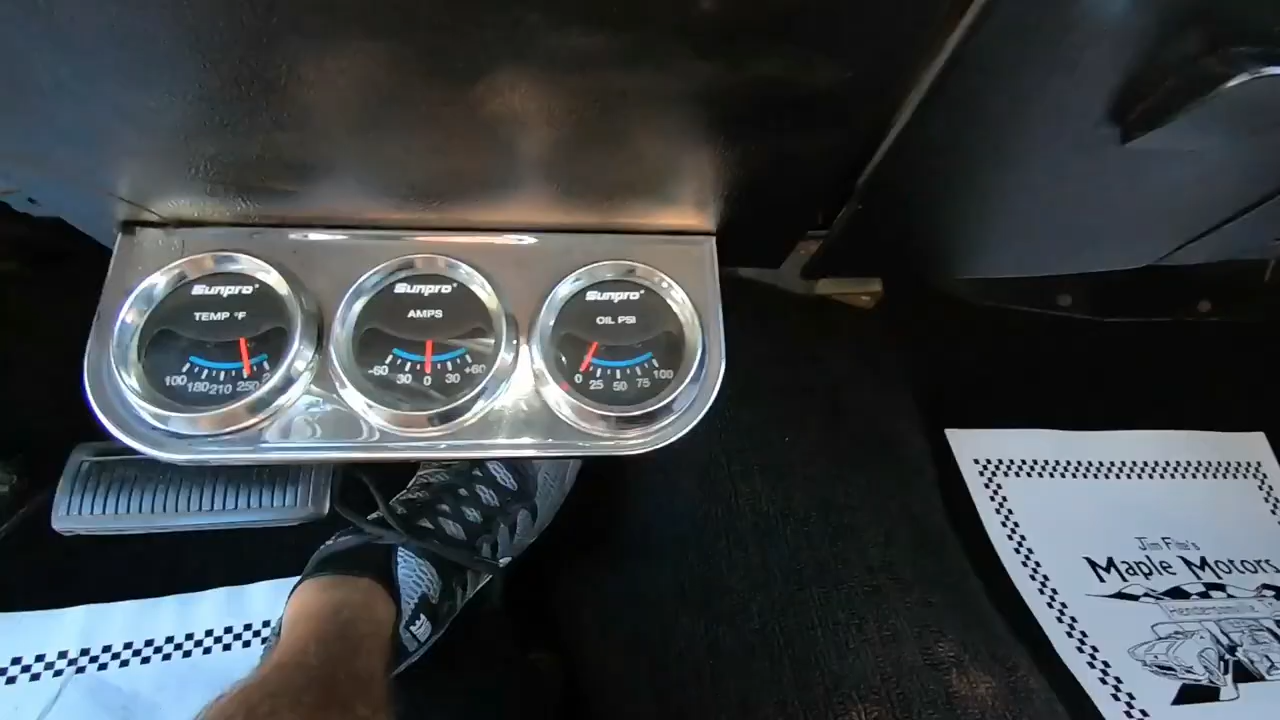 Sunpro
TEMP °F
100 180 210 250
Sunpro
AMPS
-60 30 0 30 +60
Sunpro
OIL PSI
0 25 50 75 100
Jim Fitts's
Maple Motors